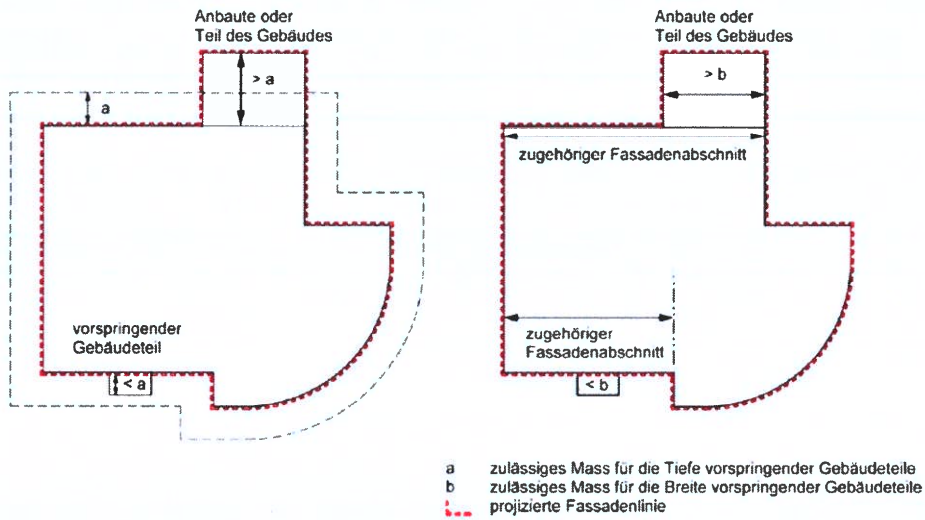 Anbaute oder
Teil des Gebäudes
> a
a
vorspringender
Gebäudeteil
< a
Anbaute oder
Teil des Gebäudes
> b
zugehöriger Fassadenabschnitt
zugehöriger
Fassadenabschnitt
< b
a zulässiges Mass für die Tiefe vorspringender Gebäudeteile
b zulässiges Mass für die Breite vorspringender Gebäudeteile
projizierte Fassadenlinie